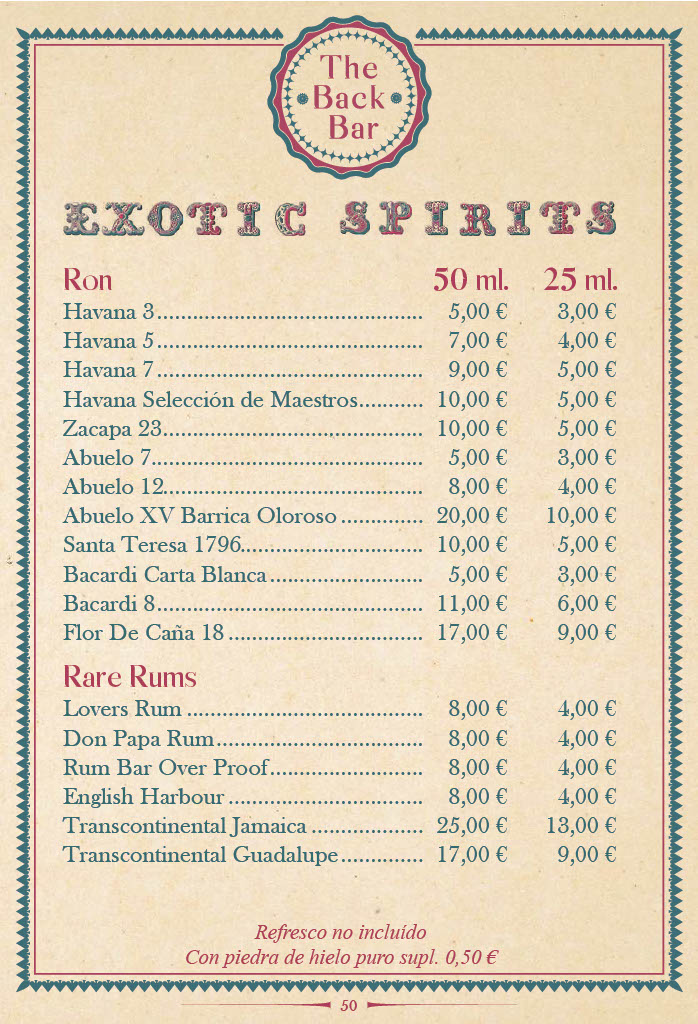 The
Back
Bar
EXOTIC SPIRITS
Ron 50 ml. 25 ml.
Havana 3........................................... 5,00 € 3,00 €
Havana 5........................................... 7,00 € 4,00 €
Havana 7........................................... 9,00 € 5,00 €
Havana Selección de Maestros........... 10,00 € 5,00 €
Zacapa 23.......................................... 10,00 € 5,00 €
Abuelo 7............................................ 5,00 € 3,00 €
Abuelo 12.......................................... 8,00 € 4,00 €
Abuelo XV Barrica Oloroso ............. 20,00 € 10,00 €
Santa Teresa 1796.............................. 10,00 € 5,00 €
Bacardi Carta Blanca......................... 5,00 € 3,00 €
Bacardi 8........................................... 11,00 € 6,00 €
Flor De Caña 18 ................................ 17,00 € 9,00 €
Rare Rums
Lovers Rum ...................................... 8,00 € 4,00 €
Don Papa Rum.................................. 8,00 € 4,00 €
Rum Bar Over Proof......................... 8,00 € 4,00 €
English Harbour ................................ 8,00 € 4,00 €
Transcontinental Jamaica .................. 25,00 € 13,00 €
Transcontinental Guadalupe............. 17,00 € 9,00 €
Refresco no incluído
Con piedra de hielo puro supl. 0,50 €
50